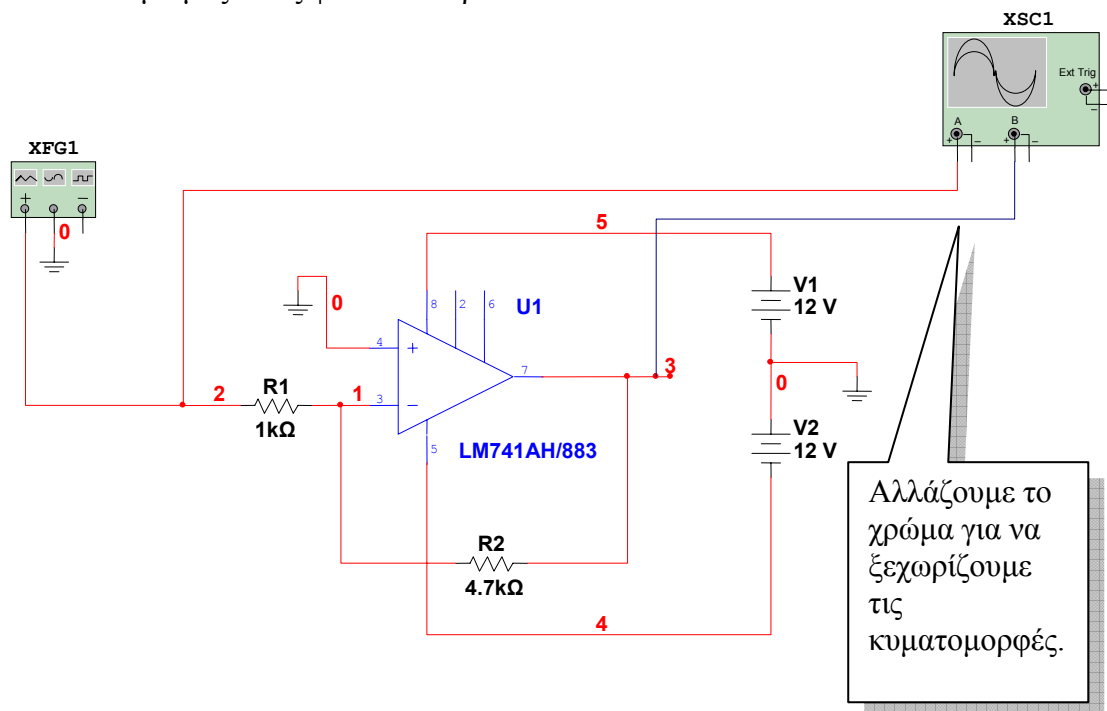 XSC1
Ext Trig
+
−
A
B
+ −
+ −
XFG1
+ −
0
5
0
8
2
6
U1
V1
12 V
4
+
7
3
0
2
R1
1kΩ
1
3
−
5
LM741AH/883
V2
12 V
R2
4.7kΩ
4
Αλλάζουμε το
χρώμα για να
ξεχωρίζουμε
τις
κυματομορφές.